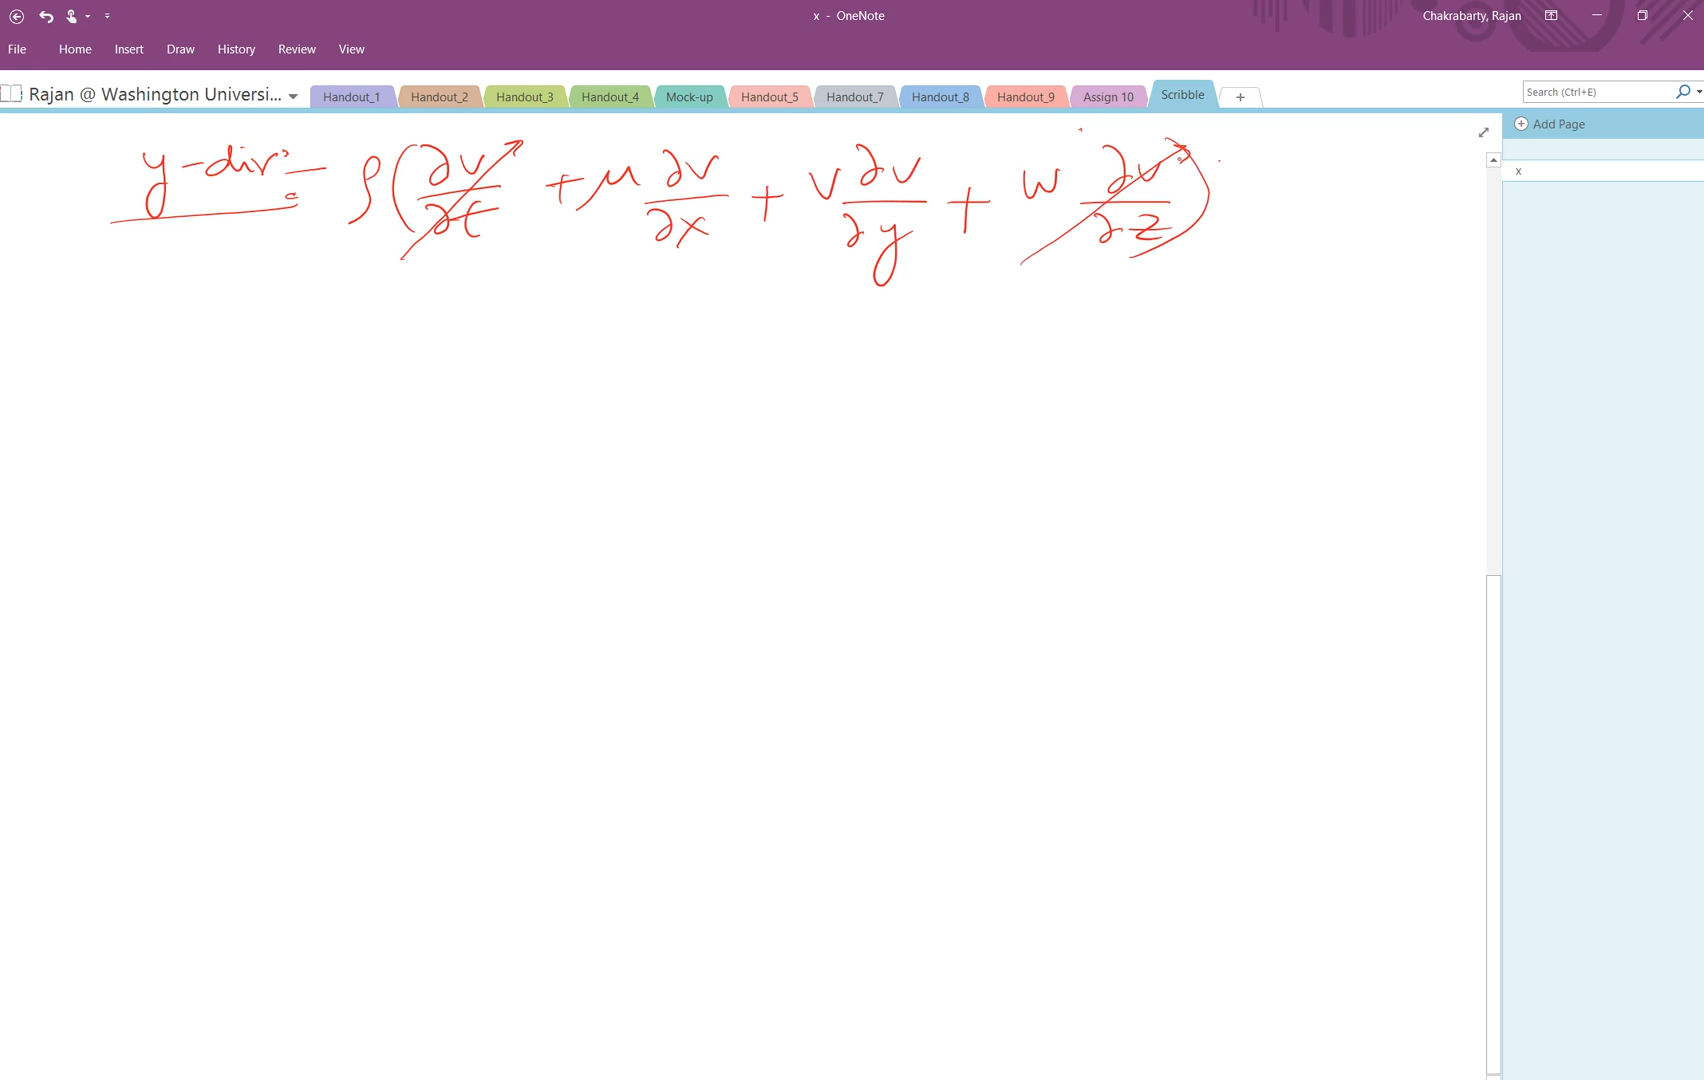 x - OneNote
Chakrabarty, Rajan
File Home Insert Draw History Review View
Rajan @ Washington Universi...
Handout_1 Handout_2 Handout_3 Handout_4 Mock-up Handout_5 Handout_7 Handout_8 Handout_9 Assign 10 Scribble +
Search (Ctrl+E)
Add Page
x
y-dir:- ρ(∂v/∂t + μ ∂v/∂x + v ∂v/∂y + w ∂v/∂z)